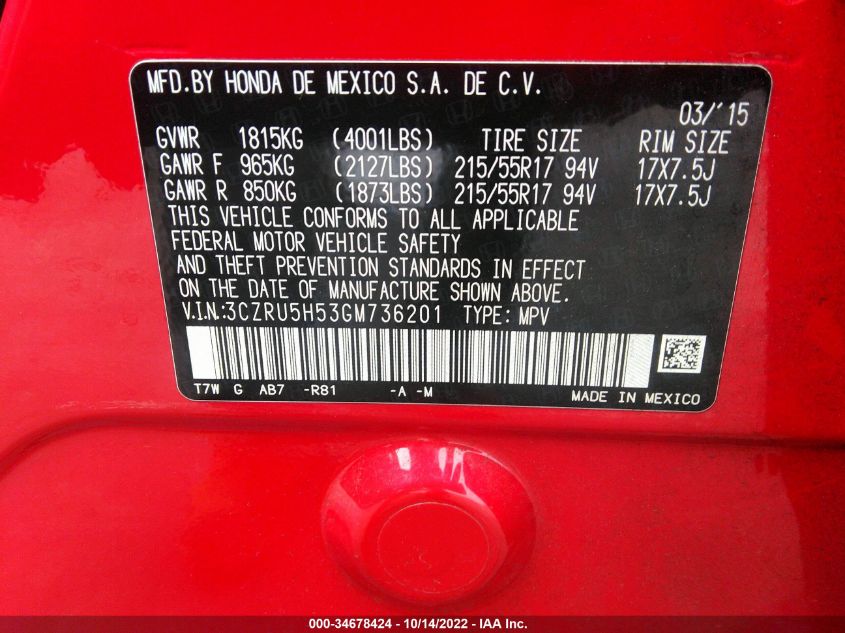 MFD.BY HONDA DE MEXICO S.A. DE C.V.
03/'15
GVWR 1815KG (4001LBS) TIRE SIZE RIM SIZE
GAWR F 965KG (2127LBS) 215/55R17 94V 17X7.5J
GAWR R 850KG (1873LBS) 215/55R17 94V 17X7.5J
THIS VEHICLE CONFORMS TO ALL APPLICABLE
FEDERAL MOTOR VEHICLE SAFETY
AND THEFT PREVENTION STANDARDS IN EFFECT
ON THE DATE OF MANUFACTURE SHOWN ABOVE.
V.I.N:3CZRU5H53GM736201 TYPE: MPV
T7W G AB7 -R81 -A -M
MADE IN MEXICO
000-34678424 - 10/14/2022 - IAA Inc.